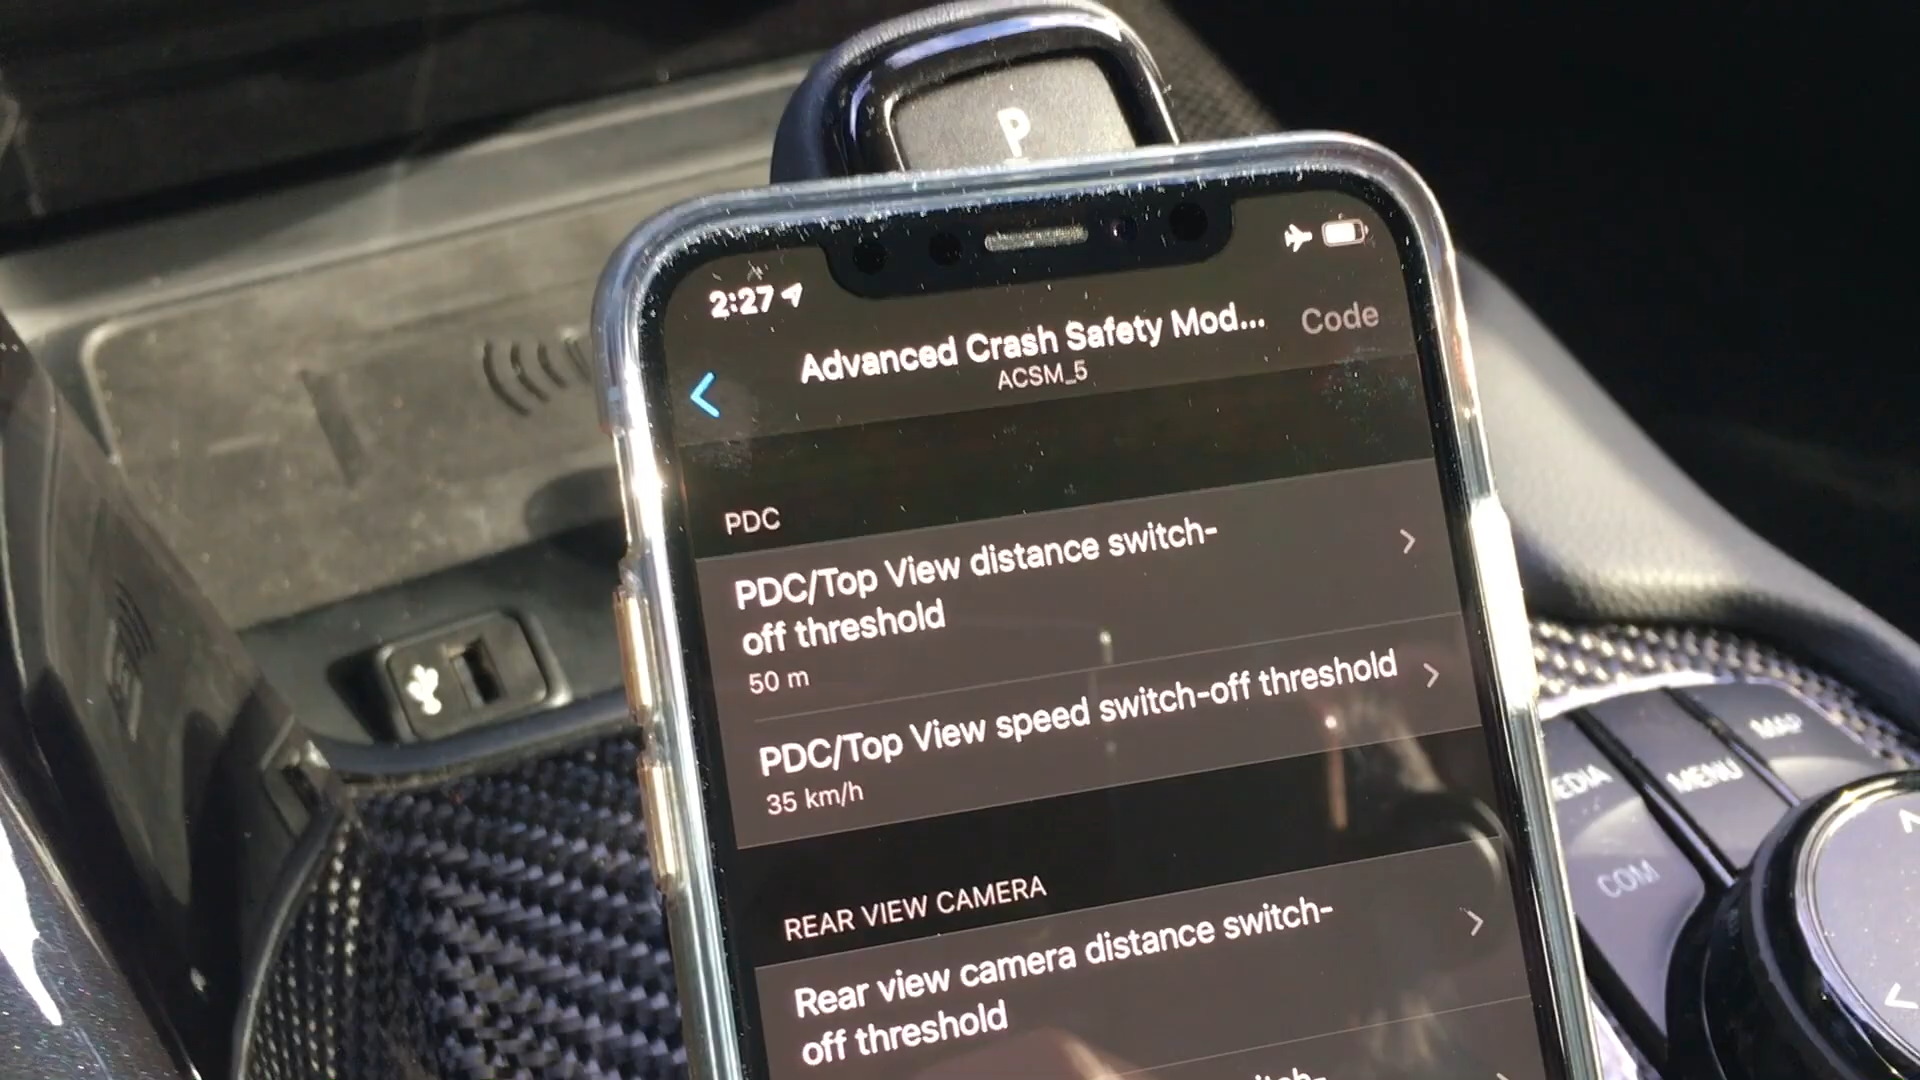 P
2:27
Advanced Crash Safety Mod...
Code
ACSM_5
PDC
PDC/Top View distance switch-
off threshold
50 m
PDC/Top View speed switch-off threshold
35 km/h
REAR VIEW CAMERA
Rear view camera distance switch-
off threshold
MENU
MAP
COM